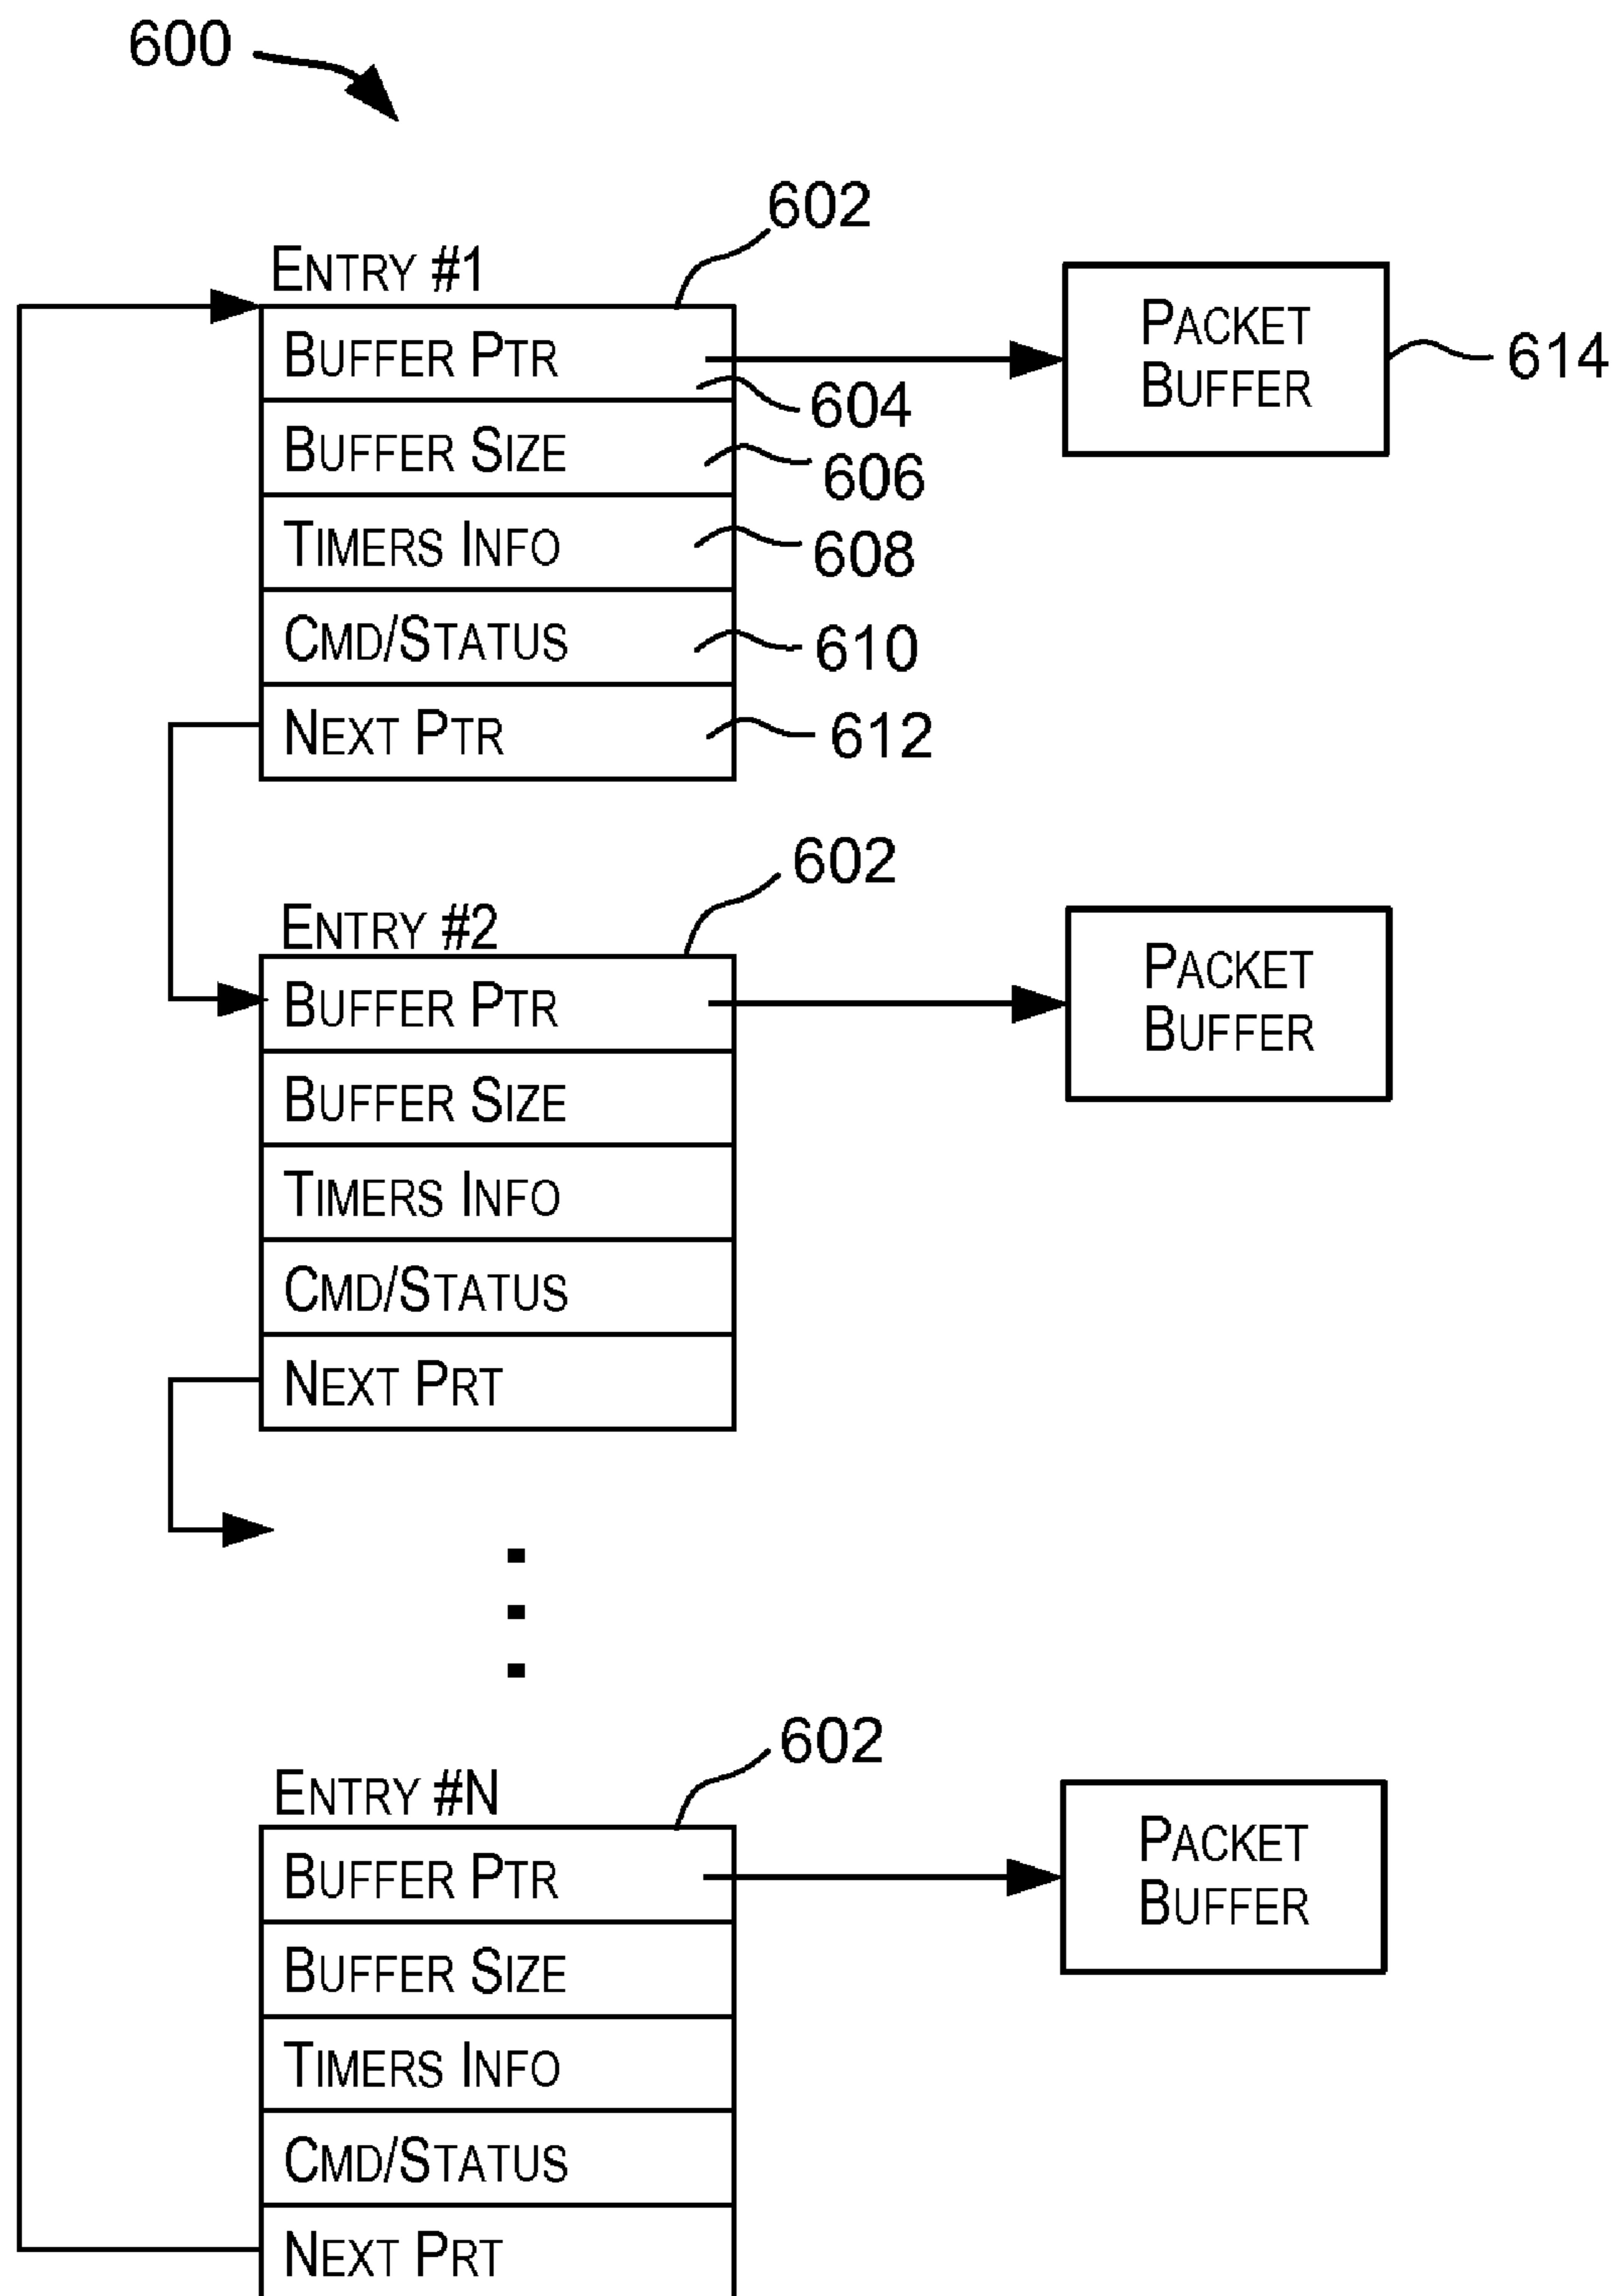 600
602
ENTRY #1
BUFFER PTR
604
PACKET
BUFFER
614
BUFFER SIZE
606
TIMERS INFO
608
CMD/STATUS
610
NEXT PTR
612
602
ENTRY #2
BUFFER PTR
PACKET
BUFFER
BUFFER SIZE
TIMERS INFO
CMD/STATUS
NEXT PRT
602
ENTRY #N
BUFFER PTR
PACKET
BUFFER
BUFFER SIZE
TIMERS INFO
CMD/STATUS
NEXT PRT